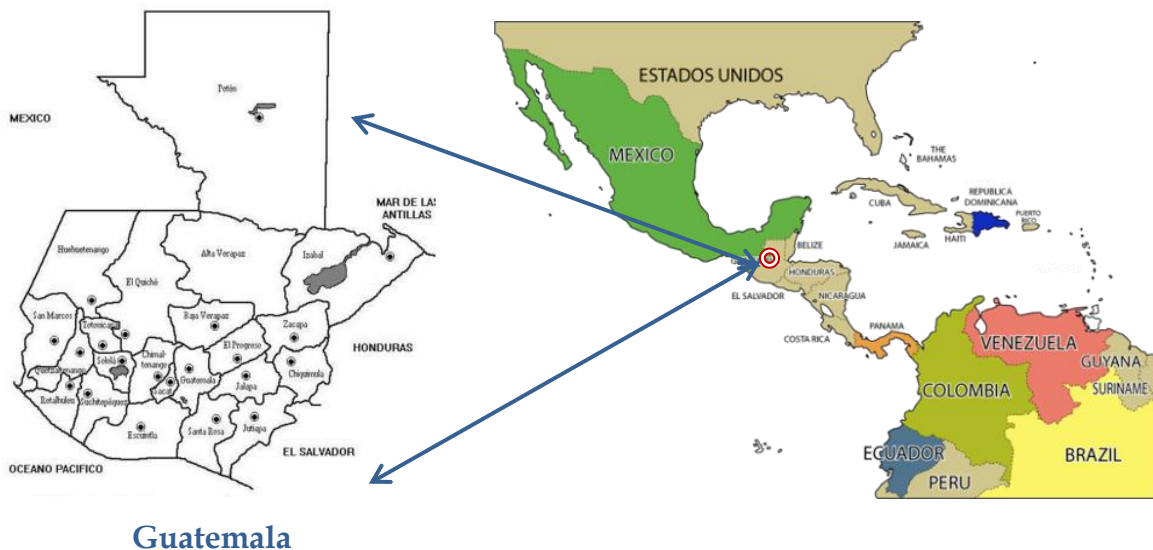 Petén
MEXICO
MAR DE LAS
ANTILLAS
Huehuetenango
Alta Verapaz
Izabal
El Quiché
San Marcos
Totonicapán
Baja Verapaz
Zacapa
El Progreso
HONDURAS
Sololá
Chimal-
tenango
Quetzaltenango
Guatemala
Jalapa
Chiquimula
Sacat
Retalhuleu
Suchitepéquez
Escuintla
Santa Rosa
Jutiapa
EL SALVADOR
OCEANO PACIFICO
Guatemala
ESTADOS UNIDOS
MEXICO
THE
BAHAMAS
CUBA
REPUBLICA
DOMINICANA
PUERTO
RICO
HAITI
JAMAICA
BELIZE
HONDURAS
EL SALVADOR
NICARAGUA
COSTA RICA
PANAMA
VENEZUELA
GUYANA
SURINAME
COLOMBIA
ECUADOR
PERU
BRAZIL